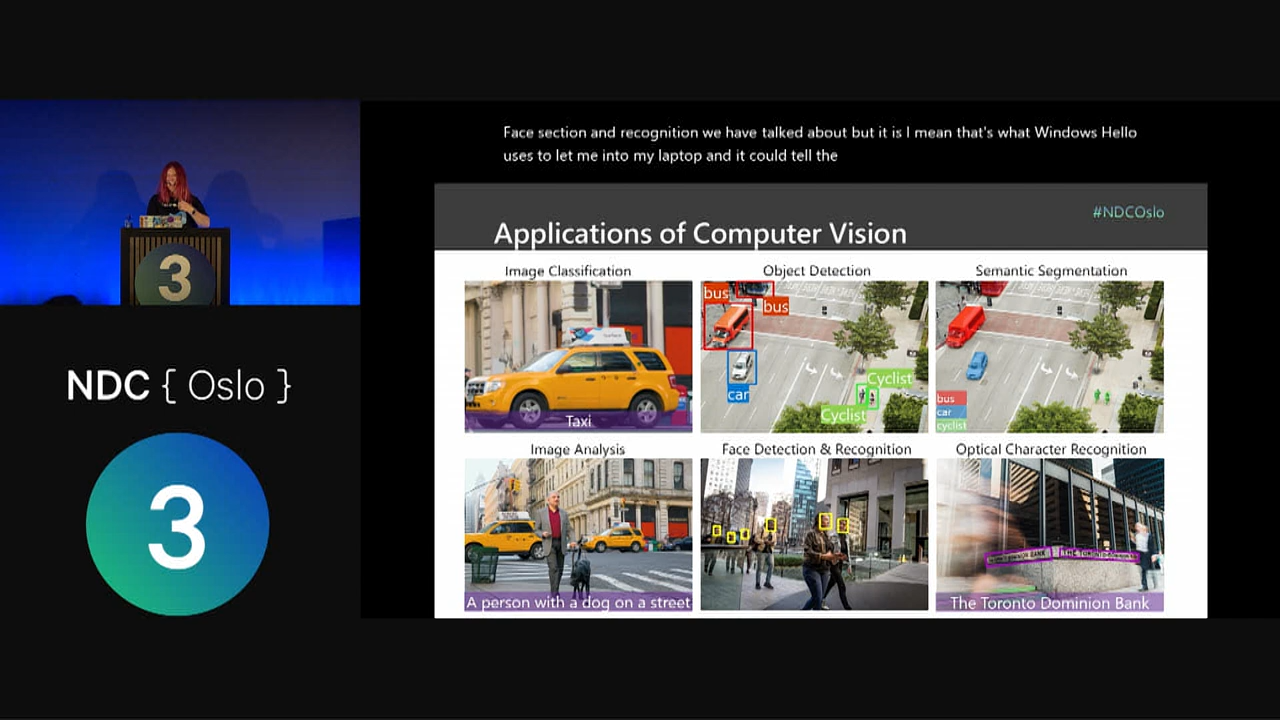 Face section and recognition we have talked about but it is I mean that's what Windows Hello
uses to let me into my laptop and it could tell the
#NDCOslo
Applications of Computer Vision
Image Classification
Object Detection
Semantic Segmentation
bus
bus
car
Cyclist
Cyclist
Taxi
bus
car
cyclist
Image Analysis
Face Detection & Recognition
Optical Character Recognition
A person with a dog on a street
THE TORONTO
The Toronto Dominion Bank
3
NDC { Oslo }
3